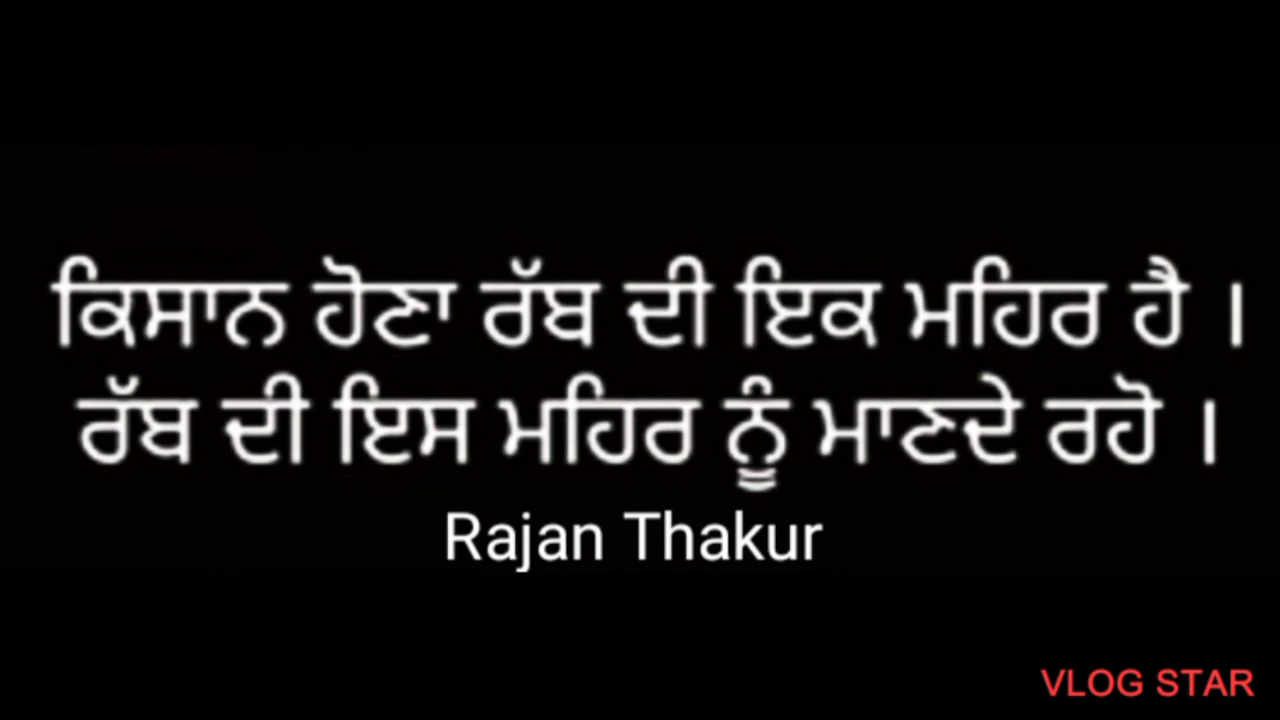 ਕਿਸਾਨ ਹੋਣਾ ਰੱਬ ਦੀ ਇਕ ਮਹਿਰ ਹੈ ।
ਰੱਬ ਦੀ ਇਸ ਮਹਿਰ ਨੂੰ ਮਾਣਦੇ ਰਹੋ ।
Rajan Thakur
VLOG STAR